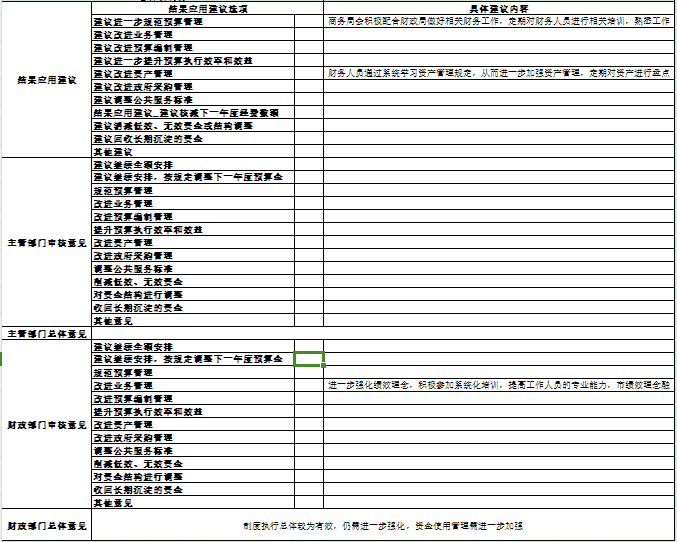 结果应用建议选项 具体建议内容
结果应用建议
建议进一步规范预算管理 商务局会积极配合财政局做好相关财务工作，定期对财务人员进行相关培训，熟悉工作
建议改进业务管理
建议改进预算编制管理
建议进一步提升预算执行效率和效益
建议改进资产管理 财务人员通过系统学习资产管理规定，从而进一步加强资产管理，定期对资产进行盘点
建议改进政府采购管理
建议调整公共服务标准
结果应用建议_建议核减下一年度经费数额
建议消减低效、无效资金或结构调整
建议回收长期沉淀的资金
其他建议
主管部门审核意见
建议继续全额安排
建议继续安排，按规定调整下一年度预算金
规范预算管理
改进业务管理
改进预算编制管理
提升预算执行效率和效益
改进资产管理
改进政府采购管理
调整公共服务标准
削减低效、无效资金
对资金结构进行调整
收回长期沉淀的资金
其他意见
主管部门总体意见
财政部门审核意见
建议继续全额安排
建议继续安排，按规定调整下一年度预算金
规范预算管理
改进业务管理 进一步强化绩效理念，积极参加系统化培训，提高工作人员的专业能力，市绩效理念融
改进预算编制管理
提升预算执行效率和效益
改进资产管理
改进政府采购管理
调整公共服务标准
削减低效、无效资金
对资金结构进行调整
收回长期沉淀的资金
其他意见
财政部门总体意见 制度执行总体较为有效，仍需进一步强化，资金使用管理需进一步加强